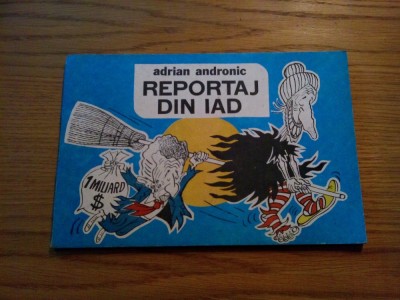 adrian andronic
REPORTAJ
DIN IAD
1 MILIARD
$